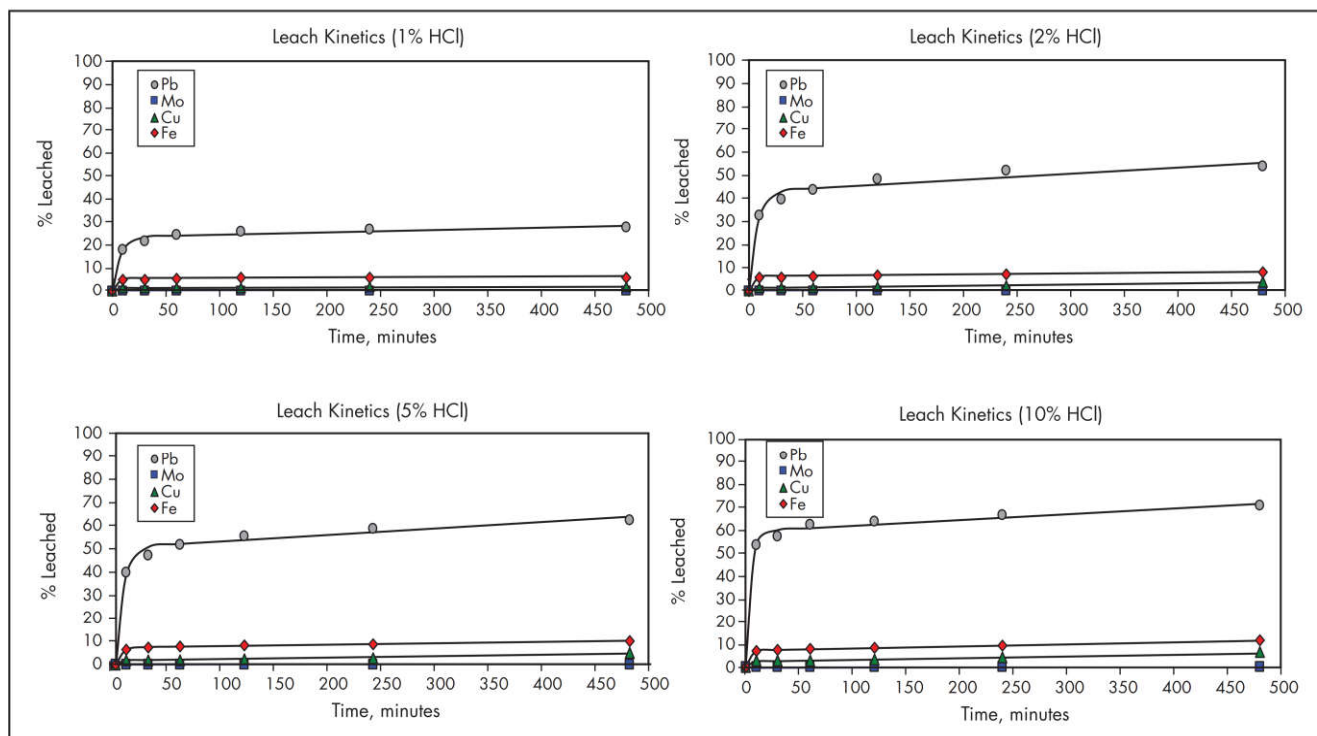 Leach Kinetics (1% HCl)
100
90
80
70
60
50
40
30
20
10
0
% Leached
Pb
Mo
Cu
Fe
0 50 100 150 200 250 300 350 400 450 500
Time, minutes
Leach Kinetics (2% HCl)
100
90
80
70
60
50
40
30
20
10
0
% Leached
Pb
Mo
Cu
Fe
0 50 100 150 200 250 300 350 400 450 500
Time, minutes
Leach Kinetics (5% HCl)
100
90
80
70
60
50
40
30
20
10
0
% Leached
Pb
Mo
Cu
Fe
0 50 100 150 200 250 300 350 400 450 500
Time, minutes
Leach Kinetics (10% HCl)
100
90
80
70
60
50
40
30
20
10
0
% Leached
Pb
Mo
Cu
Fe
0 50 100 150 200 250 300 350 400 450 500
Time, minutes